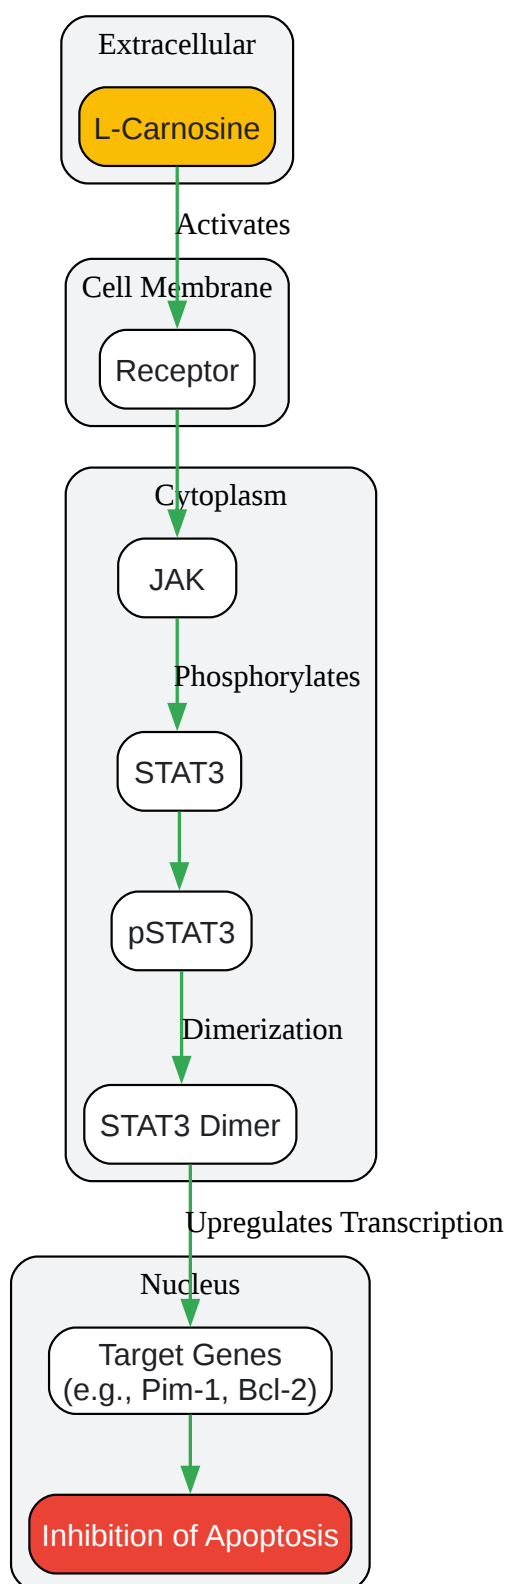 Extracellular
L-Carnosine
Activates
Cell Membrane
Receptor
Cytoplasm
JAK
Phosphorylates
STAT3
pSTAT3
Dimerization
STAT3 Dimer
Upregulates Transcription
Nucleus
Target Genes
(e.g., Pim-1, Bcl-2)
Inhibition of Apoptosis